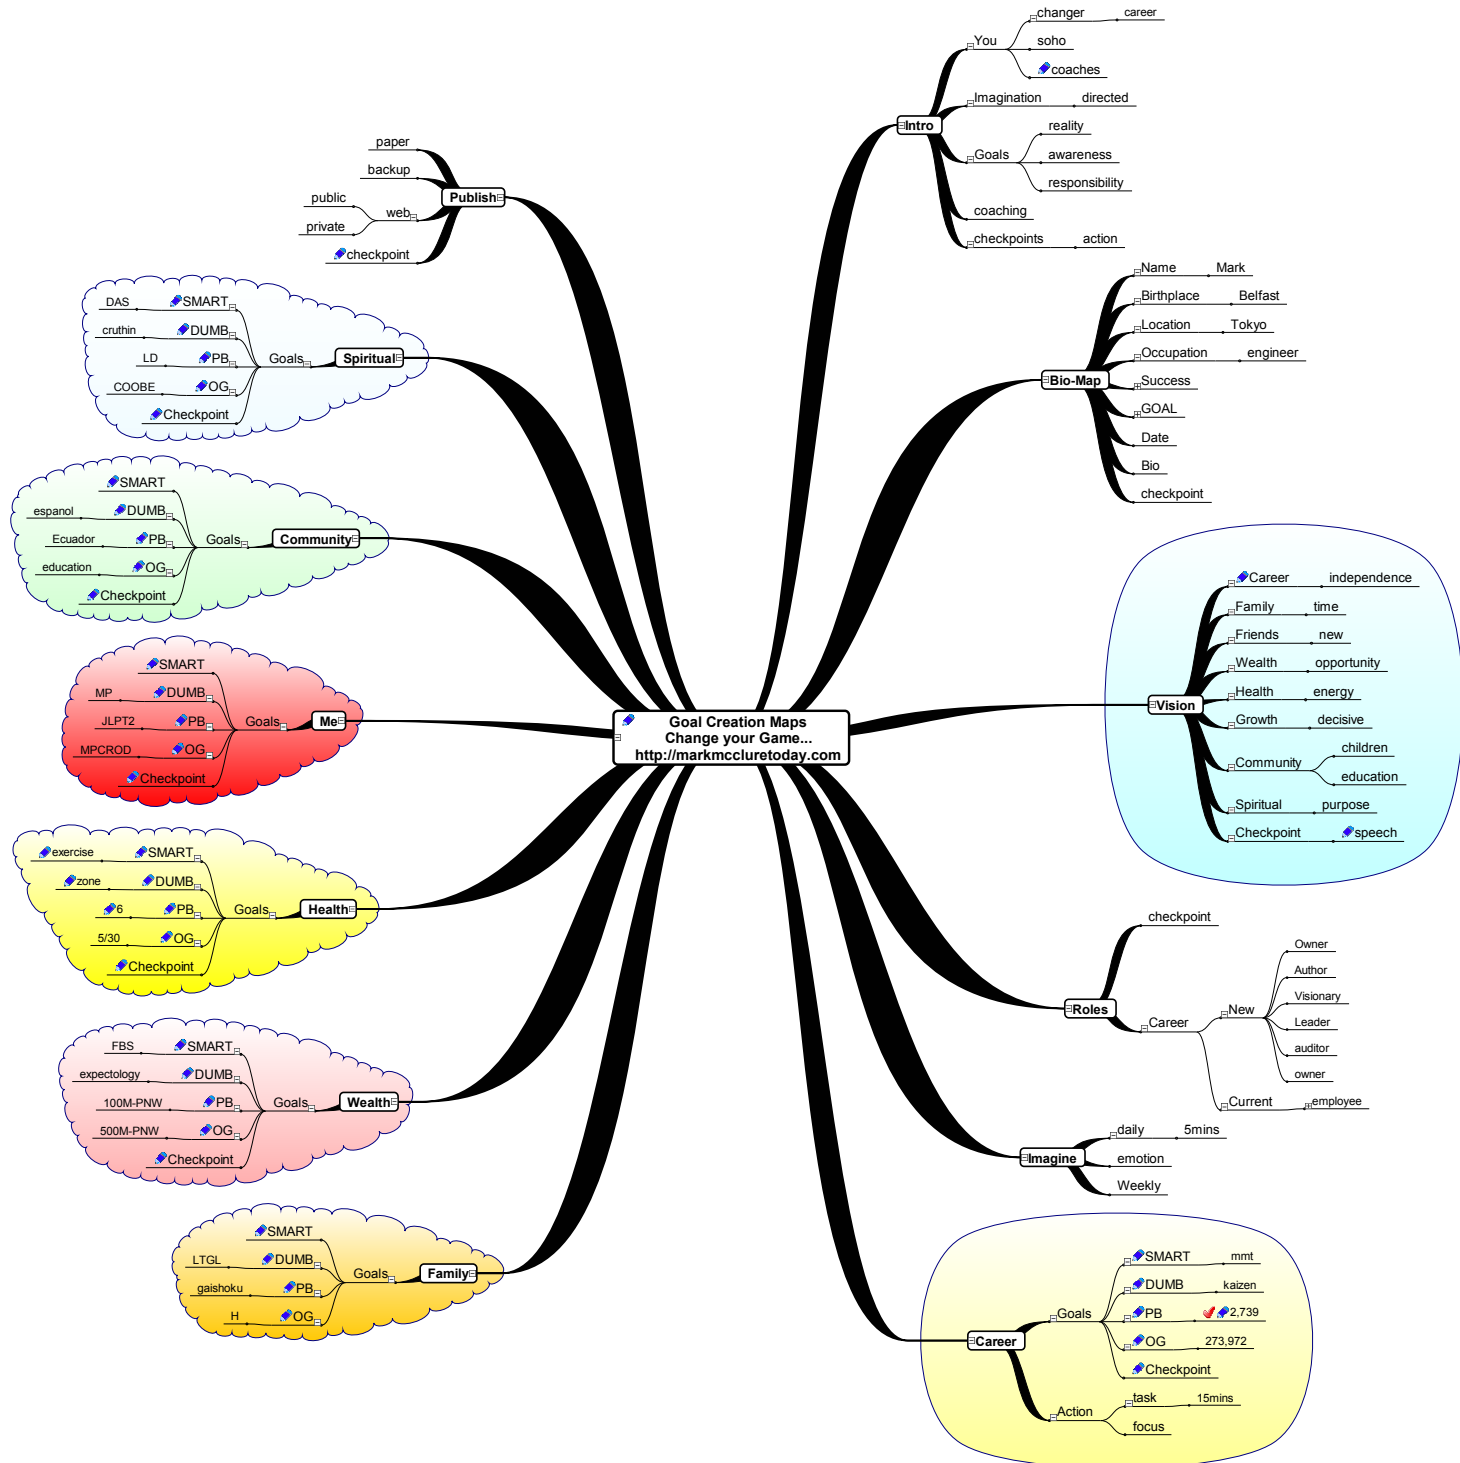 Goal Creation Maps
Change your Game...
http://markmccluretoday.com
Intro
You
changer
career
soho
coaches
Imagination
directed
Goals
reality
awareness
responsibility
coaching
checkpoints
action
Bio-Map
Name
Mark
Birthplace
Belfast
Location
Tokyo
Occupation
engineer
Success
GOAL
Date
Bio
checkpoint
Vision
Career
independence
Family
time
Friends
new
Wealth
opportunity
Health
energy
Growth
decisive
Community
children
education
Spiritual
purpose
Checkpoint
speech
Roles
checkpoint
Career
New
Owner
Author
Visionary
Leader
auditor
owner
Current
employee
Imagine
daily
5mins
emotion
Weekly
Career
Goals
SMART
mmt
DUMB
kaizen
PB
2,739
OG
273,972
Checkpoint
Action
task
15mins
focus
Publish
paper
backup
web
public
private
checkpoint
Spiritual
Goals
SMART
DAS
DUMB
cruthin
PB
LD
OG
COOBE
Checkpoint
Community
Goals
SMART
DUMB
espanol
PB
Ecuador
OG
education
Checkpoint
Me
Goals
SMART
DUMB
MP
PB
JLPT2
OG
MPCROD
Checkpoint
Health
Goals
SMART
exercise
DUMB
zone
PB
6
OG
5/30
Checkpoint
Wealth
Goals
SMART
FBS
DUMB
expectology
PB
100M-PNW
OG
500M-PNW
Checkpoint
Family
Goals
SMART
DUMB
LTGL
PB
gaishoku
OG
H